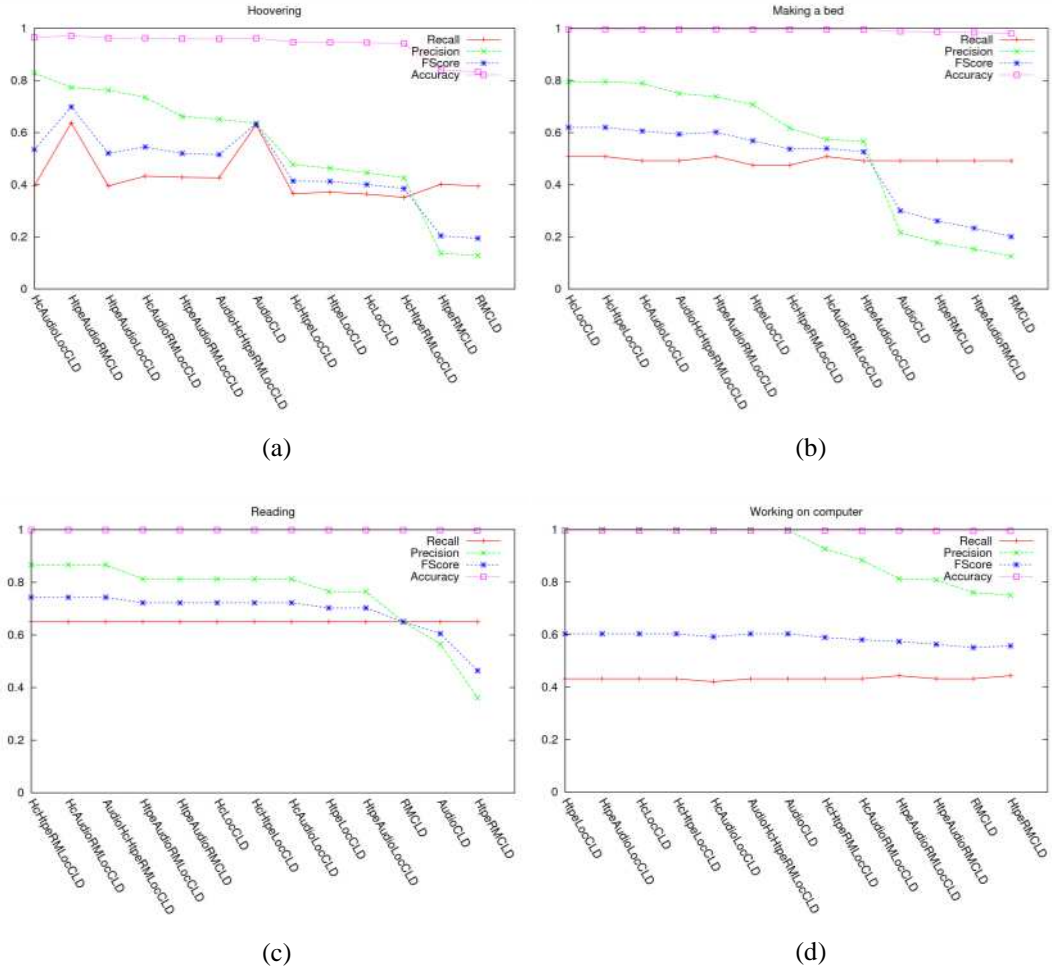 Hoovering
1
0.8
0.6
0.4
0.2
0
Recall
Precision
FScore
Accuracy
HcAudioLocCLD
HtpeAudioRMCLD
HtpeAudioLocCLD
HcAudioRMLocCLD
HtpeAudioRMLocCLD
AudioHcHtpeRMLocCLD
AudioCLD
HcHtpeLocCLD
HtpeLocCLD
HcLocCLD
HcHtpeRMLocCLD
HtpeRMCLD
RMCLD
(a)
Making a bed
1
0.8
0.6
0.4
0.2
0
Recall
Precision
FScore
Accuracy
HcLocCLD
HcHtpeLocCLD
HcAudioLocCLD
AudioHcHtpeRMLocCLD
HtpeAudioRMLocCLD
HtpeLocCLD
HcHtpeRMLocCLD
HcAudioRMLocCLD
HtpeAudioLocCLD
AudioCLD
HtpeRMCLD
HtpeAudioRMCLD
RMCLD
(b)
Reading
1
0.8
0.6
0.4
0.2
0
Recall
Precision
FScore
Accuracy
HcHtpeRMLocCLD
HcAudioRMLocCLD
AudioHcHtpeRMLocCLD
HtpeAudioRMLocCLD
HtpeAudioRMCLD
HcLocCLD
HcHtpeLocCLD
HcAudioLocCLD
HtpeLocCLD
HtpeAudioLocCLD
RMCLD
AudioCLD
HtpeRMCLD
(c)
Working on computer
1
0.8
0.6
0.4
0.2
0
Recall
Precision
FScore
Accuracy
HtpeLocCLD
HtpeAudioLocCLD
HcLocCLD
HcHtpeLocCLD
HcAudioLocCLD
AudioHcHtpeRMLocCLD
AudioCLD
HcHtpeRMLocCLD
HcAudioRMLocCLD
HtpeAudioRMLocCLD
HtpeAudioRMCLD
RMCLD
HtpeRMCLD
(d)